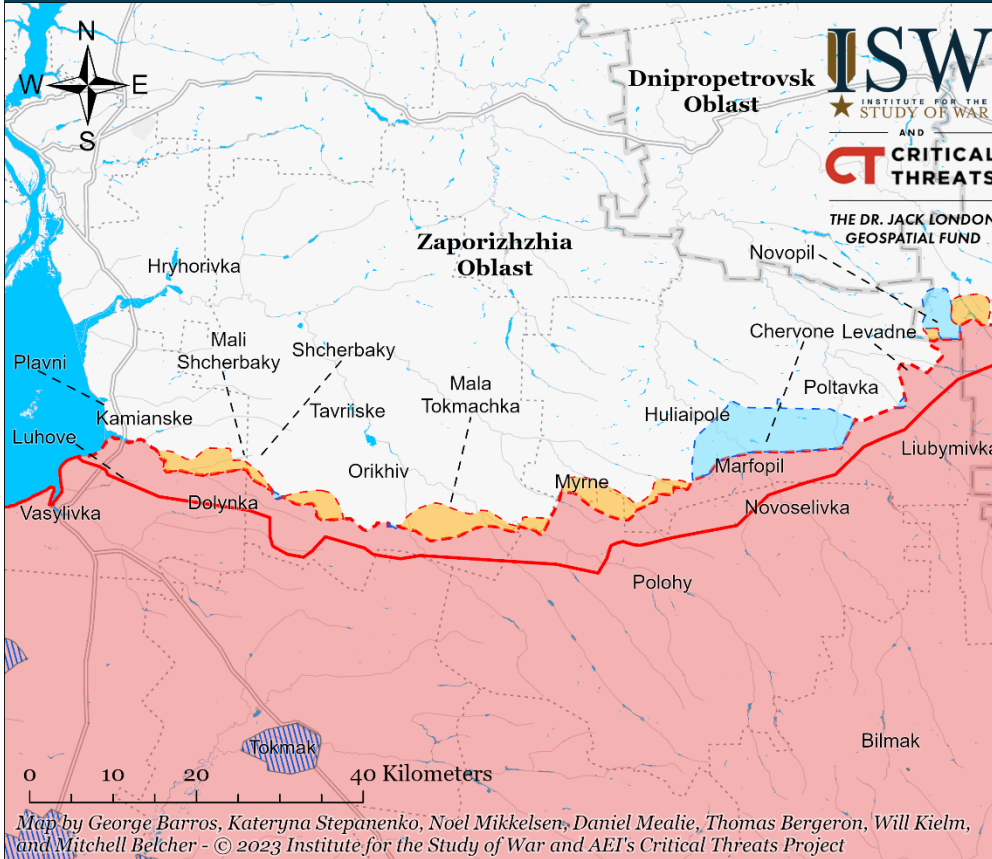 N
W
E
S
Dnipropetrovsk
Oblast
ISW
INSTITUTE FOR THE
STUDY OF WAR
AND
CT CRITICAL
THREATS
THE DR. JACK LONDON
GEOSPATIAL FUND
Zaporizhzhia
Oblast
Novopil
Hryhorivka
Chervone
Levadne
Mali
Shcherbaky
Shcherbaky
Plavni
Mala
Tokmachka
Poltavka
Kamianske
Tavriiske
Huliaipole
Luhove
Liubymivka
Orikhiv
Marfopil
Myrne
Dolynka
Novoselivka
Vasylivka
Polohy
Tokmak
Bilmak
0 10 20 40 Kilometers
Map by George Barros, Kateryna Stepanenko, Noel Mikkelsen, Daniel Mealie, Thomas Bergeron, Will Kielm,
and Mitchell Belcher - © 2023 Institute for the Study of War and AEI's Critical Threats Project